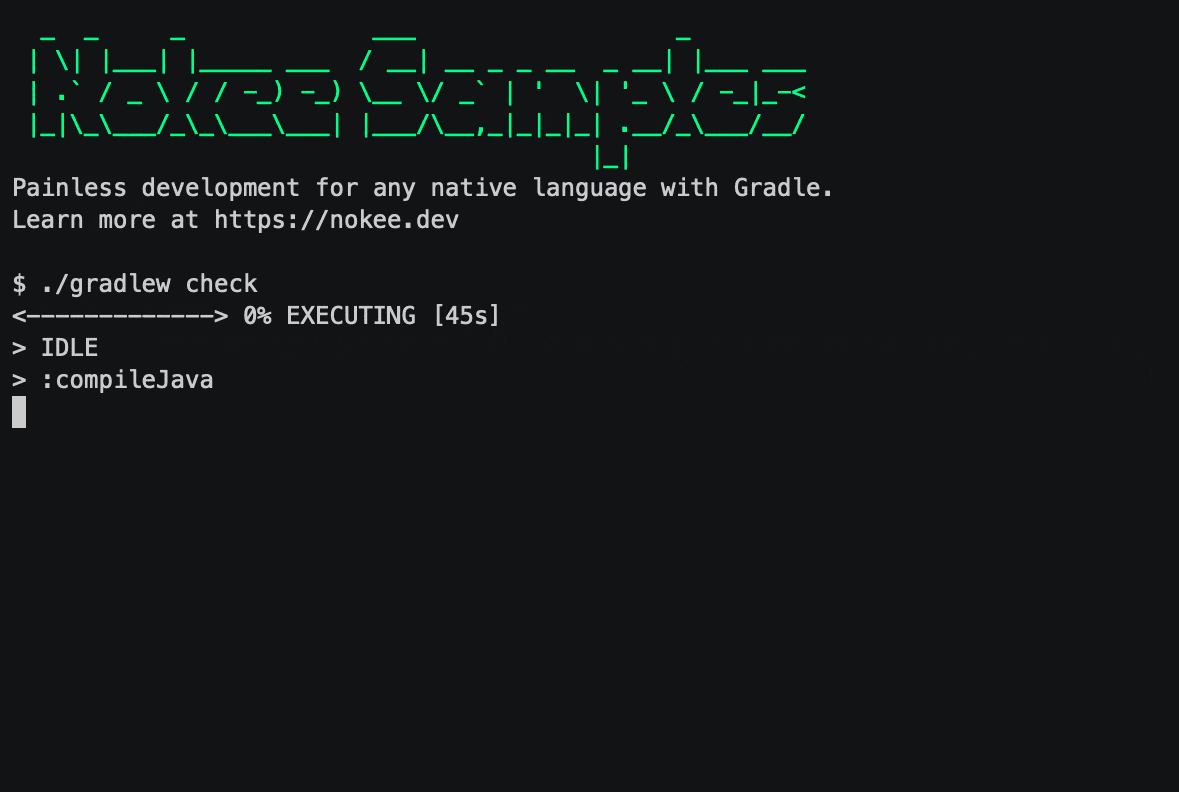 Nokee Samples
Painless development for any native language with Gradle.
Learn more at https://nokee.dev
$ ./gradlew check
<-------------> 0% EXECUTING [45s]
> IDLE
> :compileJava